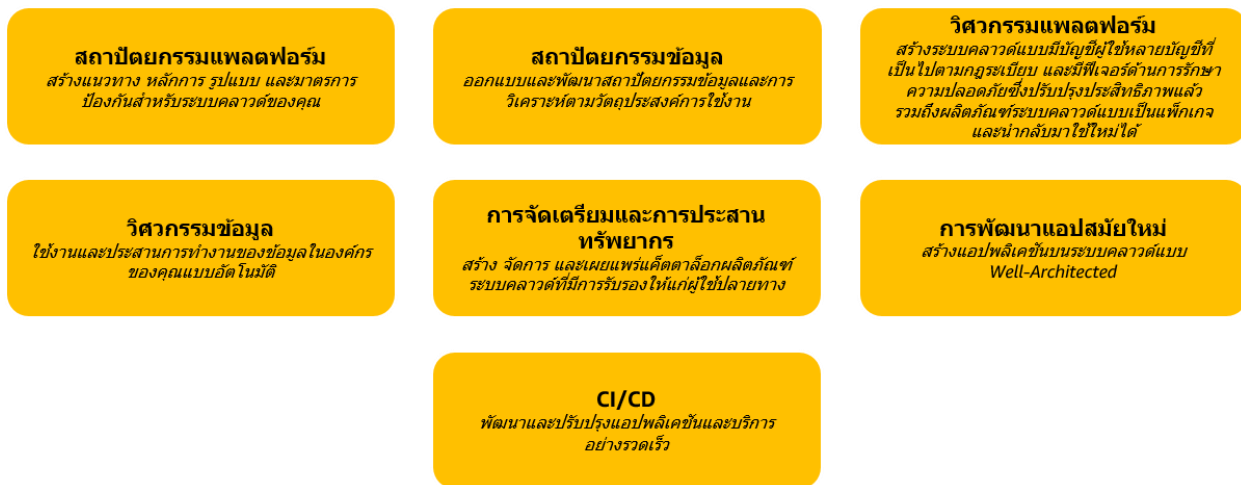 สถาปัตยกรรมแพลตฟอร์ม
สร้างแนวทาง หลักการ รูปแบบ และมาตรการ
ป้องกันสำหรับระบบคลาวด์ของคุณ
สถาปัตยกรรมข้อมูล
ออกแบบและพัฒนาสถาปัตยกรรมข้อมูลและการ
วิเคราะห์ตามวัตถุประสงค์การใช้งาน
วิศวกรรมแพลตฟอร์ม
สร้างระบบคลาวด์แบบมีบัญชีผู้ใช้หลายบัญชีที่
เป็นไปตามกฎระเบียบ และมีฟีเจอร์ด้านการรักษา
ความปลอดภัยซึ่งปรับปรุงประสิทธิภาพแล้ว
รวมถึงผลิตภัณฑ์ระบบคลาวด์แบบเป็นแพ็กเกจ
และนำกลับมาใช้ใหม่ได้
วิศวกรรมข้อมูล
ใช้งานและประสานการทำงานของข้อมูลในองค์กร
ของคุณแบบอัตโนมัติ
การจัดเตรียมและการประสาน
ทรัพยากร
สร้าง จัดการ และเผยแพร่แค็ตตาล็อกผลิตภัณฑ์
ระบบคลาวด์ที่มีการรับรองให้แก่ผู้ใช้ปลายทาง
การพัฒนาแอปสมัยใหม่
สร้างแอปพลิเคชันบนระบบคลาวด์แบบ
Well-Architected
CI/CD
พัฒนาและปรับปรุงแอปพลิเคชันและบริการ
อย่างรวดเร็ว